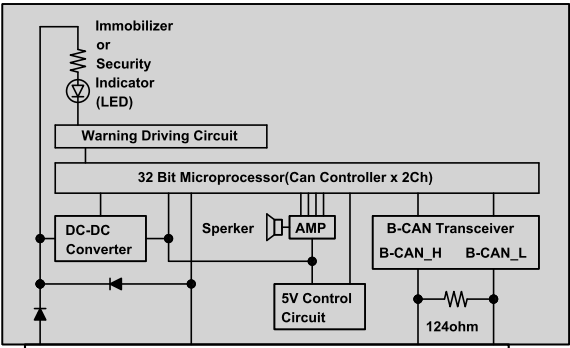 Immobilizer
or
Security
Indicator
(LED)
Warning Driving Circuit
32 Bit Microprocessor(Can Controller x 2Ch)
DC-DC
Converter
Sperker
AMP
B-CAN Transceiver
B-CAN_H B-CAN_L
5V Control
Circuit
124ohm